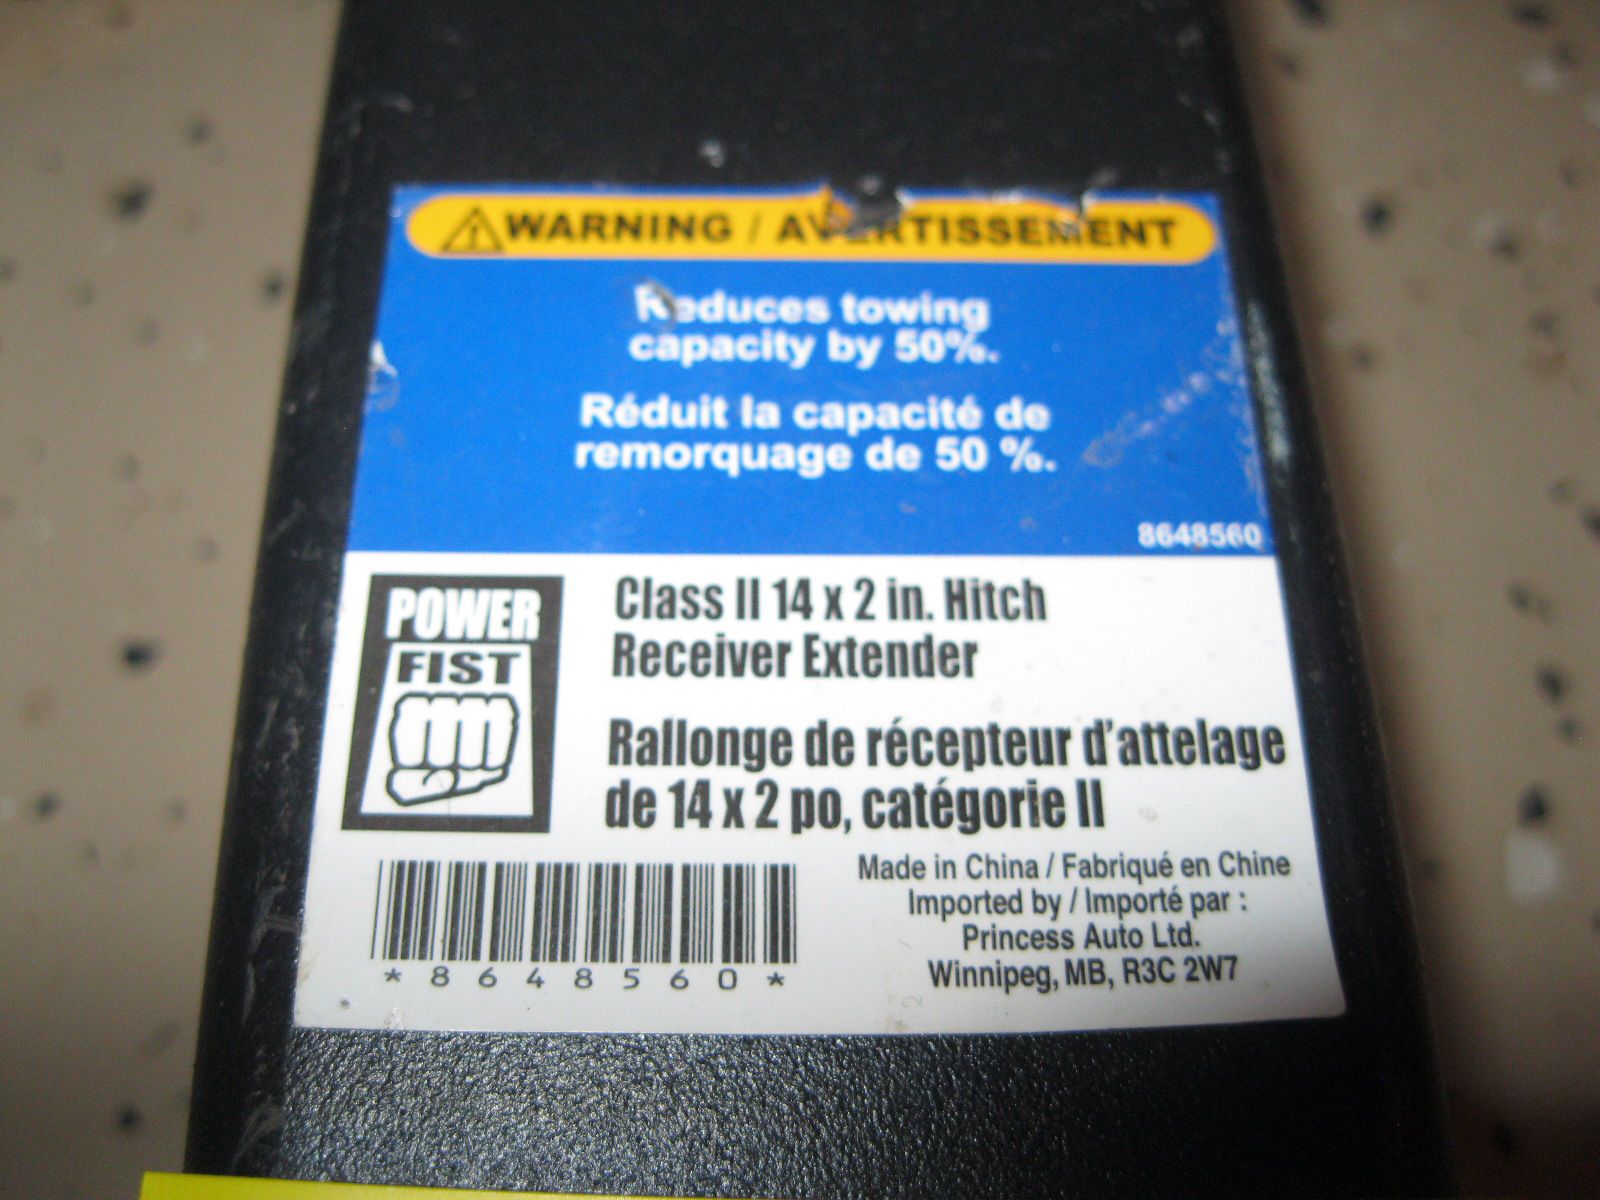 WARNING / AVERTISSEMENT
Reduces towing
capacity by 50%.
Réduit la capacité de
remorquage de 50 %.
8648560
POWER
FIST
Class II 14 x 2 in. Hitch
Receiver Extender
Rallonge de récepteur d'attelage
de 14 x 2 po, catégorie II
*8648560*
Made in China / Fabriqué en Chine
Imported by / Importé par :
Princess Auto Ltd.
Winnipeg, MB, R3C 2W7